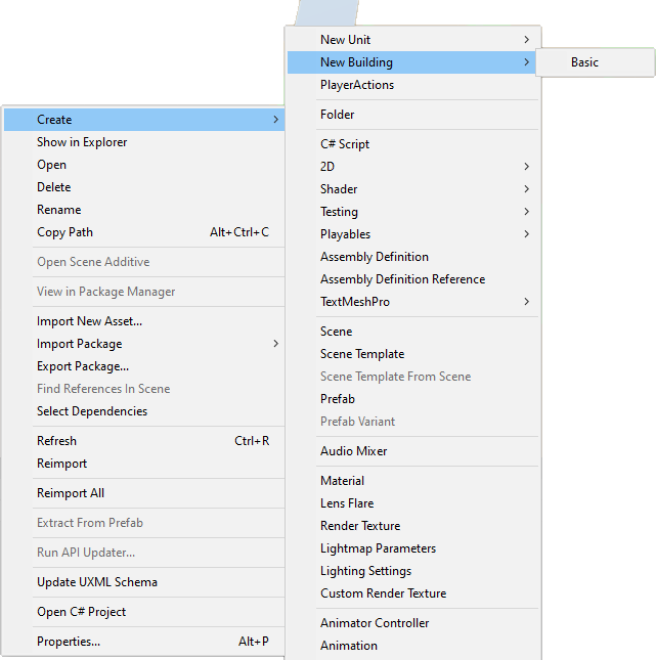 Create
Show in Explorer
Open
Delete
Rename
Copy Path Alt+Ctrl+C
Open Scene Additive
View in Package Manager
Import New Asset...
Import Package
Export Package...
Find References In Scene
Select Dependencies
Refresh Ctrl+R
Reimport
Reimport All
Extract From Prefab
Run API Updater...
Update UXML Schema
Open C# Project
Properties... Alt+P
New Unit
New Building
PlayerActions
Folder
C# Script
2D
Shader
Testing
Playables
Assembly Definition
Assembly Definition Reference
TextMeshPro
Scene
Scene Template
Scene Template From Scene
Prefab
Prefab Variant
Audio Mixer
Material
Lens Flare
Render Texture
Lightmap Parameters
Lighting Settings
Custom Render Texture
Animator Controller
Animation
Basic